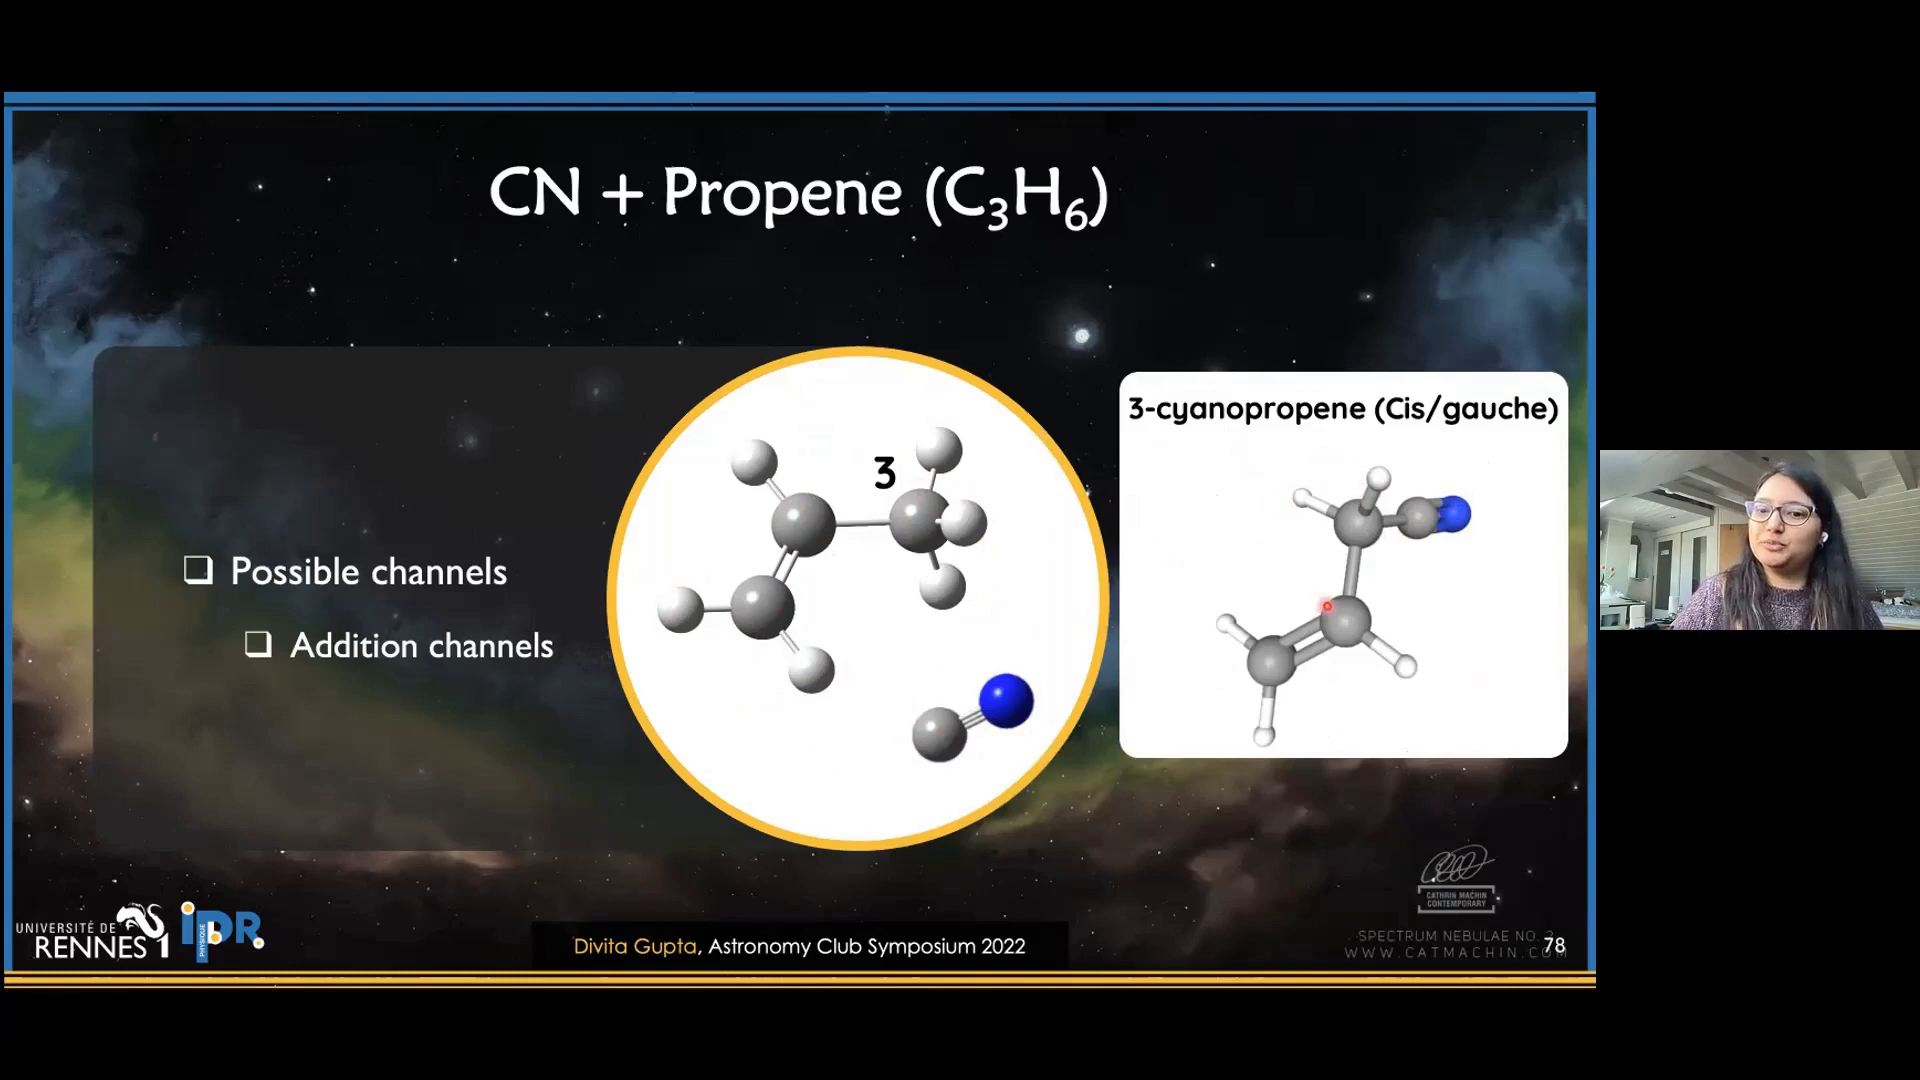 CN + Propene (C₃H₆)
3-cyanopropene (Cis/gauche)
3
❑ Possible channels
❑ Addition channels
CATHRIN MACHIN
CONTEMPORARY
UNIVERSITÉ DE
RENNES 1
iPR
PHYSIQUE
Divita Gupta, Astronomy Club Symposium 2022
SPECTRUM NEBULAE NO.
78
WWW.CATMACHIN.COM